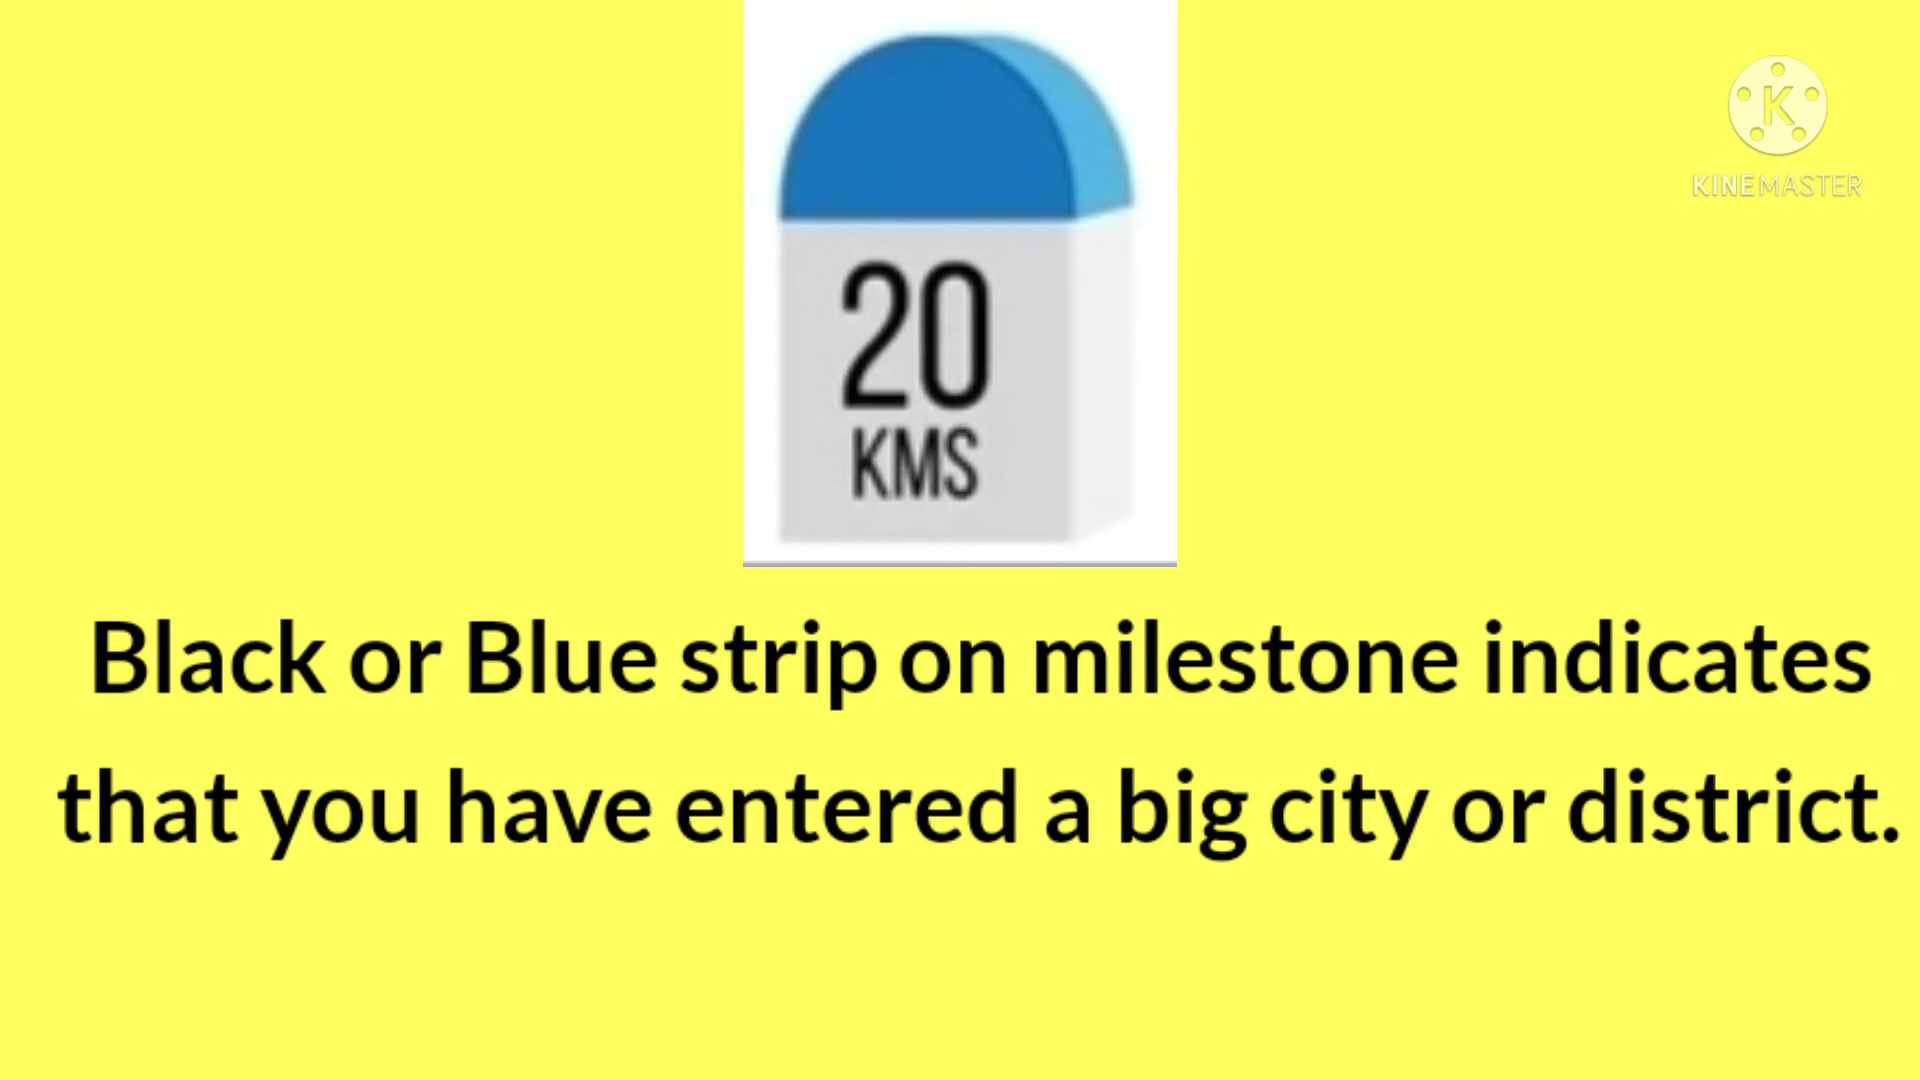 K
KINEMASTER
20
KMS
Black or Blue strip on milestone indicates
that you have entered a big city or district.